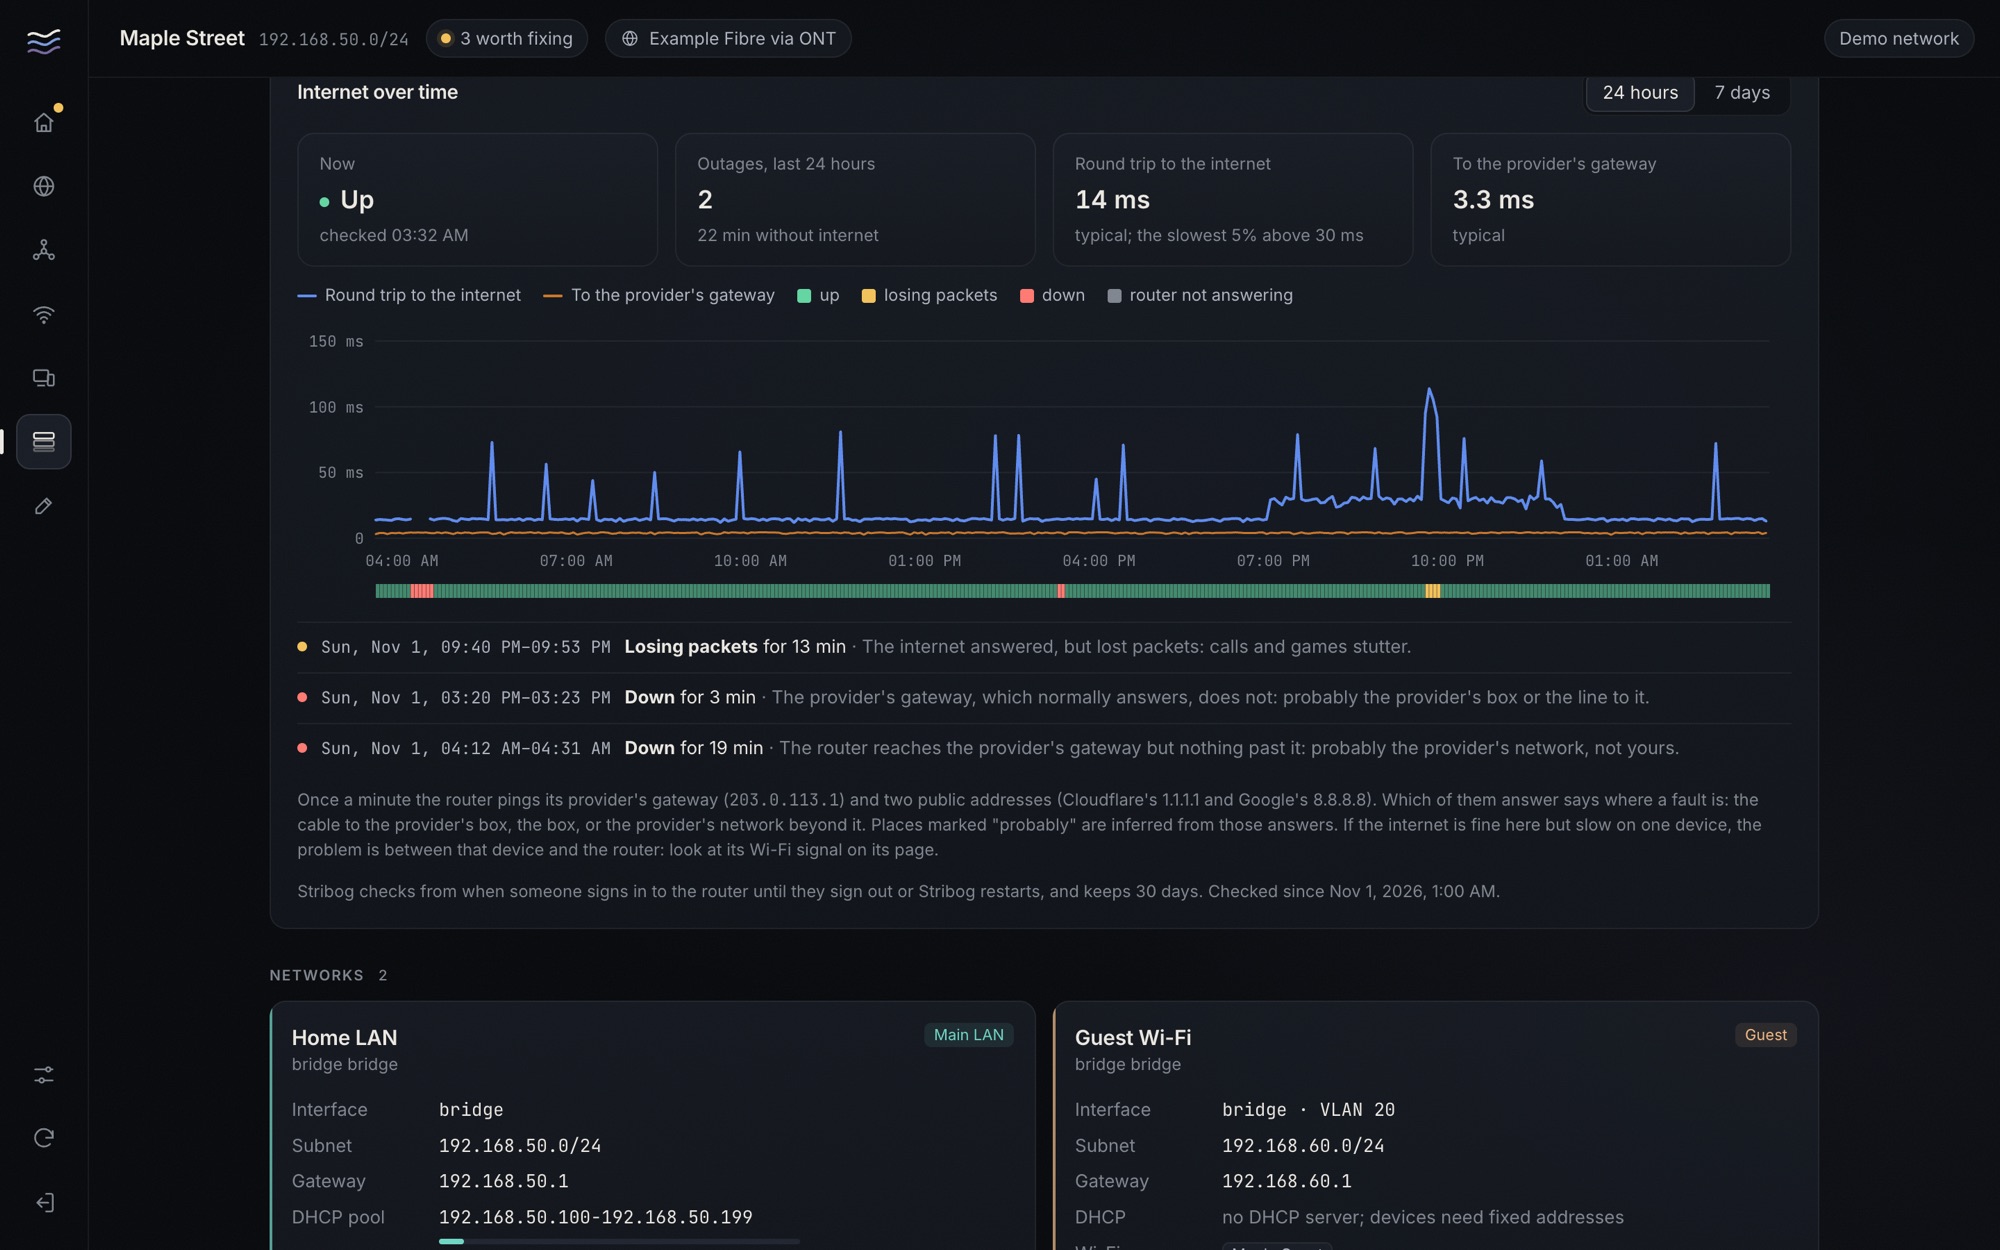 Maple Street 192.168.50.0/24 3 worth fixing Example Fibre via ONT Demo network
Internet over time 24 hours 7 days
Now
Up
checked 03:32 AM
Outages, last 24 hours
2
22 min without internet
Round trip to the internet
14 ms
typical; the slowest 5% above 30 ms
To the provider's gateway
3.3 ms
typical
Round trip to the internet To the provider's gateway up losing packets down router not answering
150 ms
100 ms
50 ms
0
04:00 AM 07:00 AM 10:00 AM 01:00 PM 04:00 PM 07:00 PM 10:00 PM 01:00 AM
Sun, Nov 1, 09:40 PM–09:53 PM Losing packets for 13 min · The internet answered, but lost packets: calls and games stutter.
Sun, Nov 1, 03:20 PM–03:23 PM Down for 3 min · The provider's gateway, which normally answers, does not: probably the provider's box or the line to it.
Sun, Nov 1, 04:12 AM–04:31 AM Down for 19 min · The router reaches the provider's gateway but nothing past it: probably the provider's network, not yours.
Once a minute the router pings its provider's gateway (203.0.113.1) and two public addresses (Cloudflare's 1.1.1.1 and Google's 8.8.8.8). Which of them answer says where a fault is: the
cable to the provider's box, the box, or the provider's network beyond it. Places marked "probably" are inferred from those answers. If the internet is fine here but slow on one device, the
problem is between that device and the router: look at its Wi-Fi signal on its page.
Stribog checks from when someone signs in to the router until they sign out or Stribog restarts, and keeps 30 days. Checked since Nov 1, 2026, 1:00 AM.
NETWORKS 2
Home LAN Main LAN
bridge bridge
Interface bridge
Subnet 192.168.50.0/24
Gateway 192.168.50.1
DHCP pool 192.168.50.100-192.168.50.199
Guest Wi-Fi Guest
bridge bridge
Interface bridge · VLAN 20
Subnet 192.168.60.0/24
Gateway 192.168.60.1
DHCP no DHCP server; devices need fixed addresses